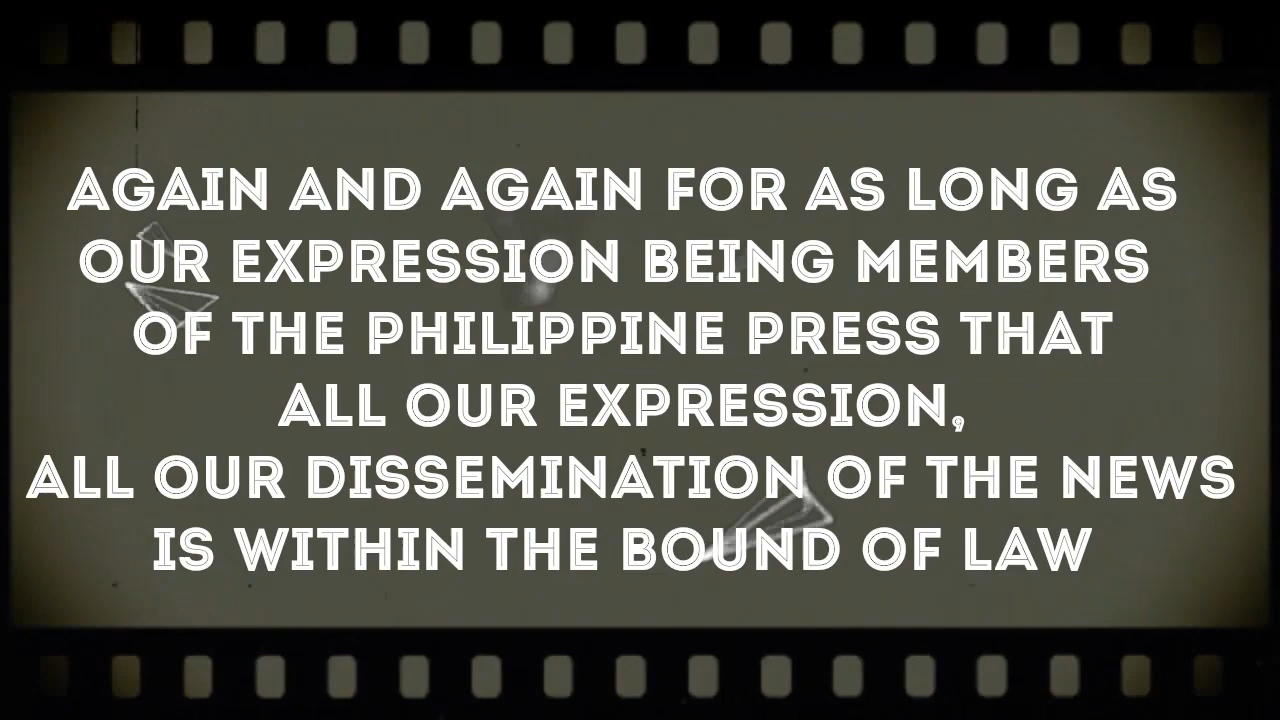 AGAIN AND AGAIN FOR AS LONG AS
OUR EXPRESSION BEING MEMBERS
OF THE PHILIPPINE PRESS THAT
ALL OUR EXPRESSION,
ALL OUR DISSEMINATION OF THE NEWS
IS WITHIN THE BOUND OF LAW